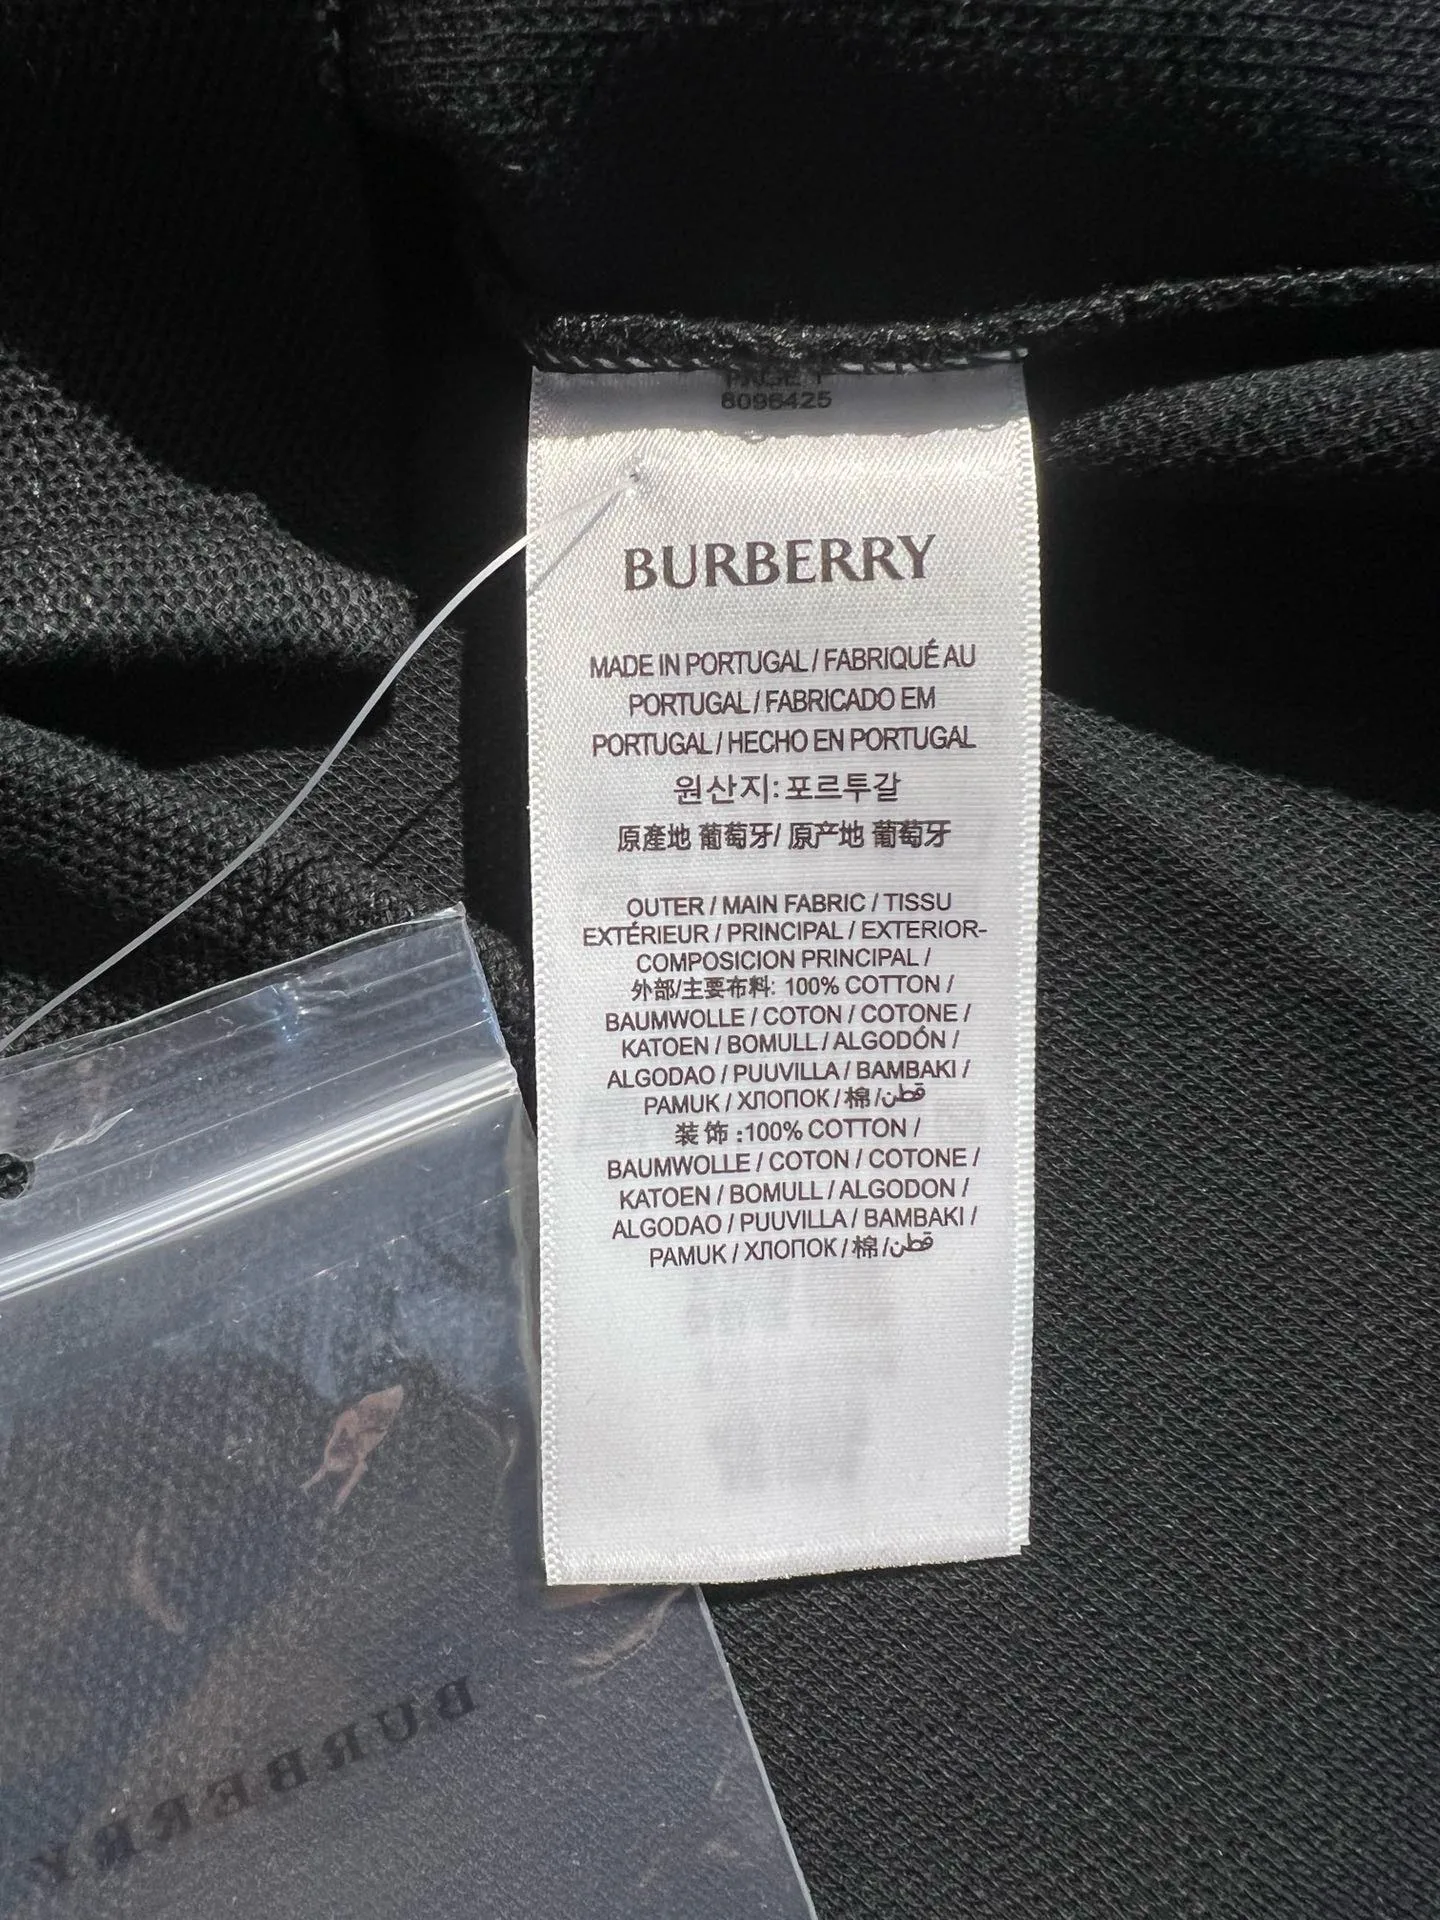 PAGE 1
8096425
BURBERRY
MADE IN PORTUGAL / FABRIQUÉ AU
PORTUGAL / FABRICADO EM
PORTUGAL / HECHO EN PORTUGAL
원산지: 포르투갈
原產地 葡萄牙/ 原产地 葡萄牙
OUTER / MAIN FABRIC / TISSU
EXTÉRIEUR / PRINCIPAL / EXTERIOR-
COMPOSICION PRINCIPAL /
外部/主要布料: 100% COTTON /
BAUMWOLLE / COTON / COTONE /
KATOEN / BOMULL / ALGODÓN /
ALGODAO / PUUVILLA / BAMBAKI /
PAMUK / ХЛОПОК / 棉 /قطن
装 饰 :100% COTTON /
BAUMWOLLE / COTON / COTONE /
KATOEN / BOMULL / ALGODON /
ALGODAO / PUUVILLA / BAMBAKI /
PAMUK / ХЛОПОК / 棉 /قطن
BURBERRY